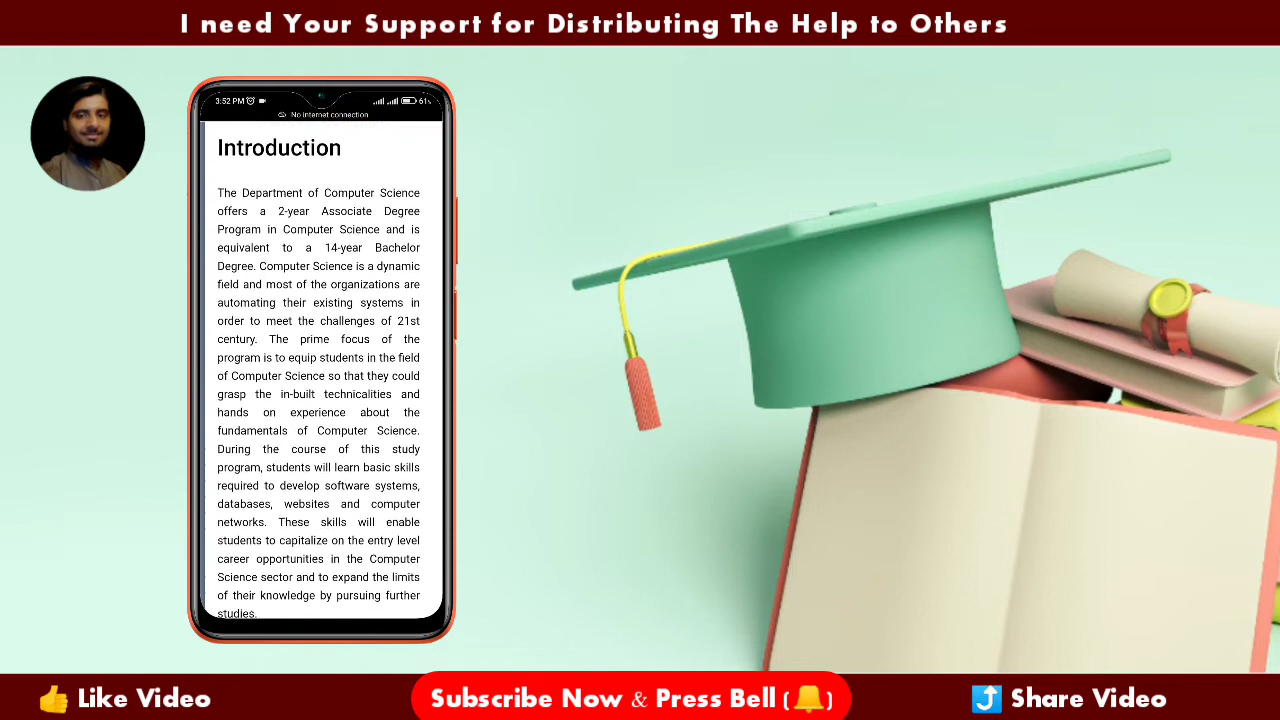 I need Your Support for Distributing The Help to Others
3:52 PM
61%
No internet connection
Introduction
The Department of Computer Science
offers a 2-year Associate Degree
Program in Computer Science and is
equivalent to a 14-year Bachelor
Degree. Computer Science is a dynamic
field and most of the organizations are
automating their existing systems in
order to meet the challenges of 21st
century. The prime focus of the
program is to equip students in the field
of Computer Science so that they could
grasp the in-built technicalities and
hands on experience about the
fundamentals of Computer Science.
During the course of this study
program, students will learn basic skills
required to develop software systems,
databases, websites and computer
networks. These skills will enable
students to capitalize on the entry level
career opportunities in the Computer
Science sector and to expand the limits
of their knowledge by pursuing further
studies.
👍 Like Video
Subscribe Now & Press Bell (🔔)
⤴ Share Video